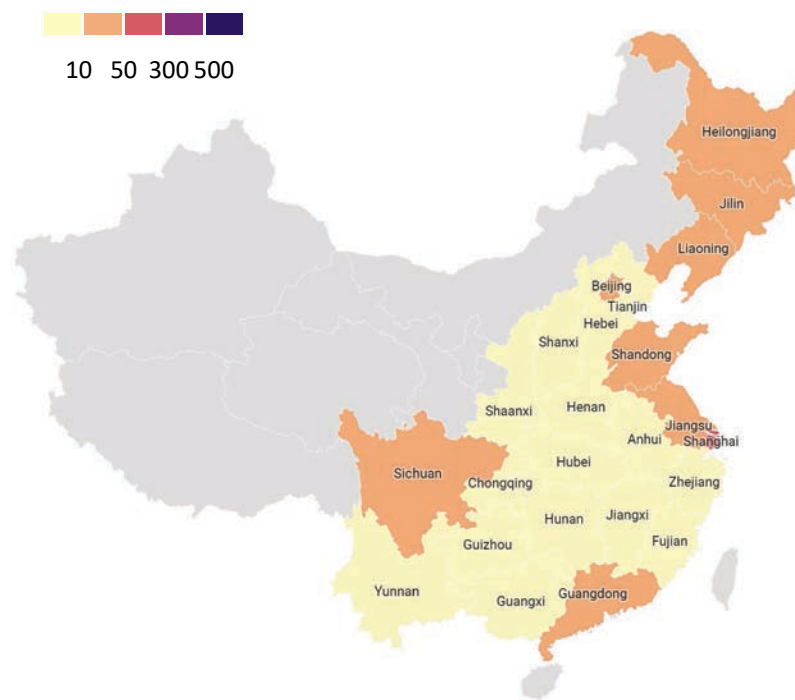 10 50 300 500
Heilongjiang
Jilin
Liaoning
Beijing
Tianjin
Hebei
Shanxi
Shandong
Shaanxi
Henan
Jiangsu
Anhui
Shanghai
Hubei
Sichuan
Chongqing
Zhejiang
Hunan
Jiangxi
Guizhou
Fujian
Yunnan
Guangxi
Guangdong